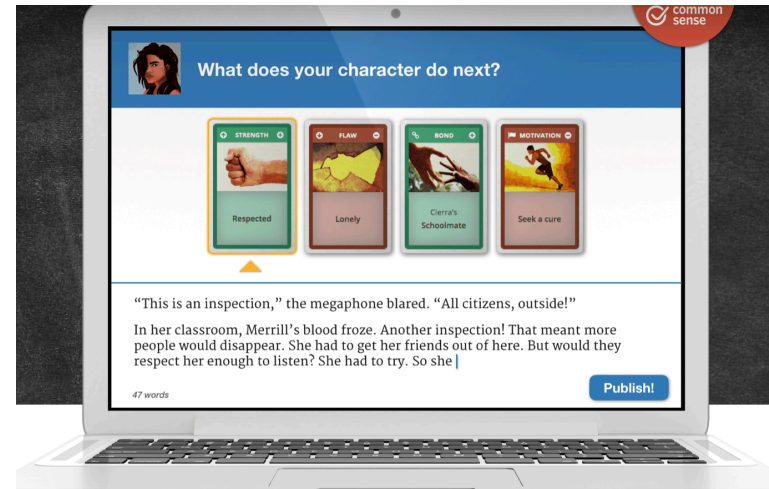 common
sense
What does your character do next?
STRENGTH
FLAW
BOND
MOTIVATION
Respected
Lonely
Cierra's
Schoolmate
Seek a cure
“This is an inspection,” the megaphone blared. “All citizens, outside!”
In her classroom, Merrill’s blood froze. Another inspection! That meant more
people would disappear. She had to get her friends out of here. But would they
respect her enough to listen? She had to try. So she
47 words
Publish!